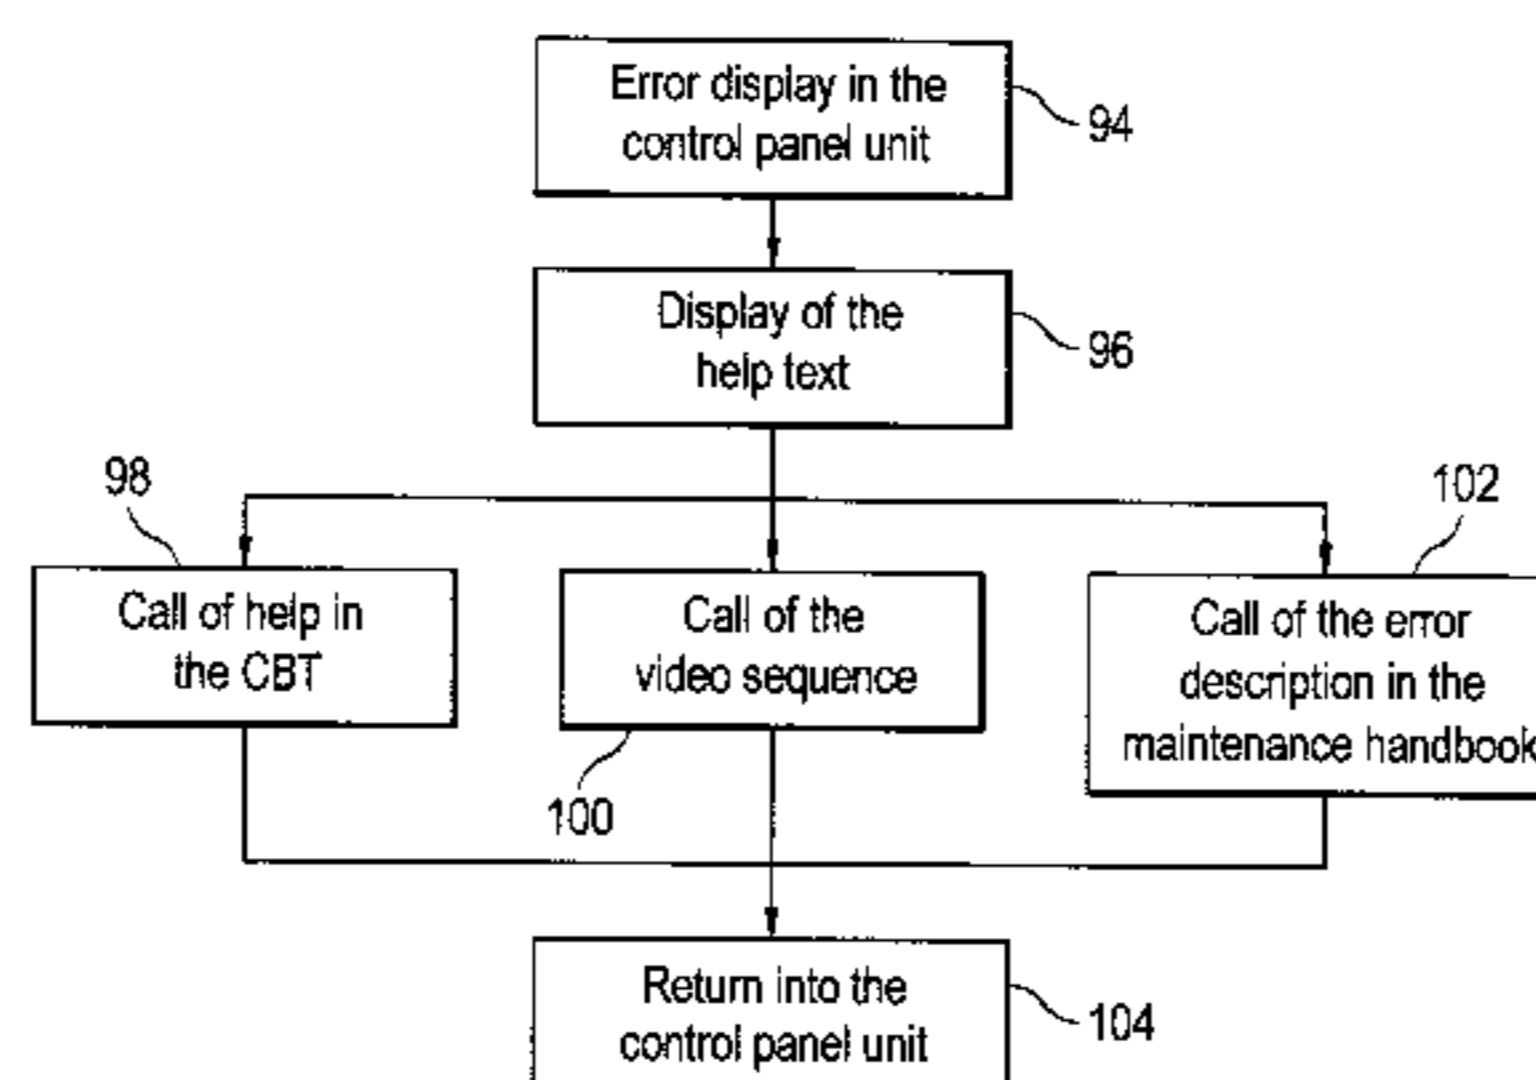 Error display in the
control panel unit
94
Display of the
help text
96
98
102
Call of help in
the CBT
Call of the
video sequence
Call of the error
description in the
maintenance handbook
100
Return into the
control panel unit
104